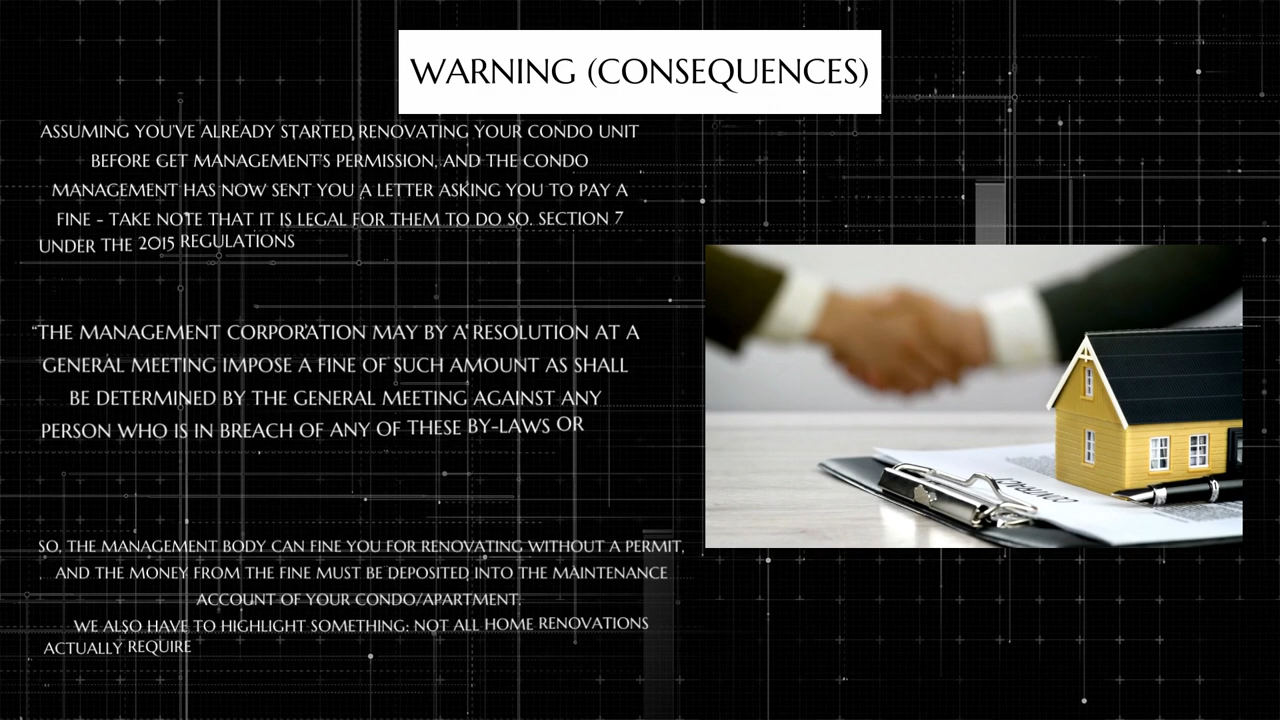 WARNING (CONSEQUENCES)
ASSUMING YOU'VE ALREADY STARTED, RENOVATING YOUR CONDO UNIT
BEFORE GET MANAGEMENT'S PERMISSION, AND THE CONDO
MANAGEMENT HAS NOW SENT YOU A LETTER ASKING YOU TO PAY A
FINE - TAKE NOTE THAT IT IS LEGAL FOR THEM TO DO SO. SECTION 7
UNDER THE 2015 REGULATIONS
“THE MANAGEMENT CORPORATION MAY BY A RESOLUTION AT A
GENERAL MEETING IMPOSE A FINE OF SUCH AMOUNT AS SHALL
BE DETERMINED BY THE GENERAL MEETING AGAINST ANY
PERSON WHO IS IN BREACH OF ANY OF THESE BY-LAWS OR
SO, THE MANAGEMENT BODY CAN FINE YOU FOR RENOVATING WITHOUT A PERMIT,
AND THE MONEY FROM THE FINE MUST BE DEPOSITED INTO THE MAINTENANCE
ACCOUNT OF YOUR CONDO/APARTMENT.
WE ALSO HAVE TO HIGHLIGHT SOMETHING: NOT ALL HOME RENOVATIONS
ACTUALLY REQUIRE
CONTRACT